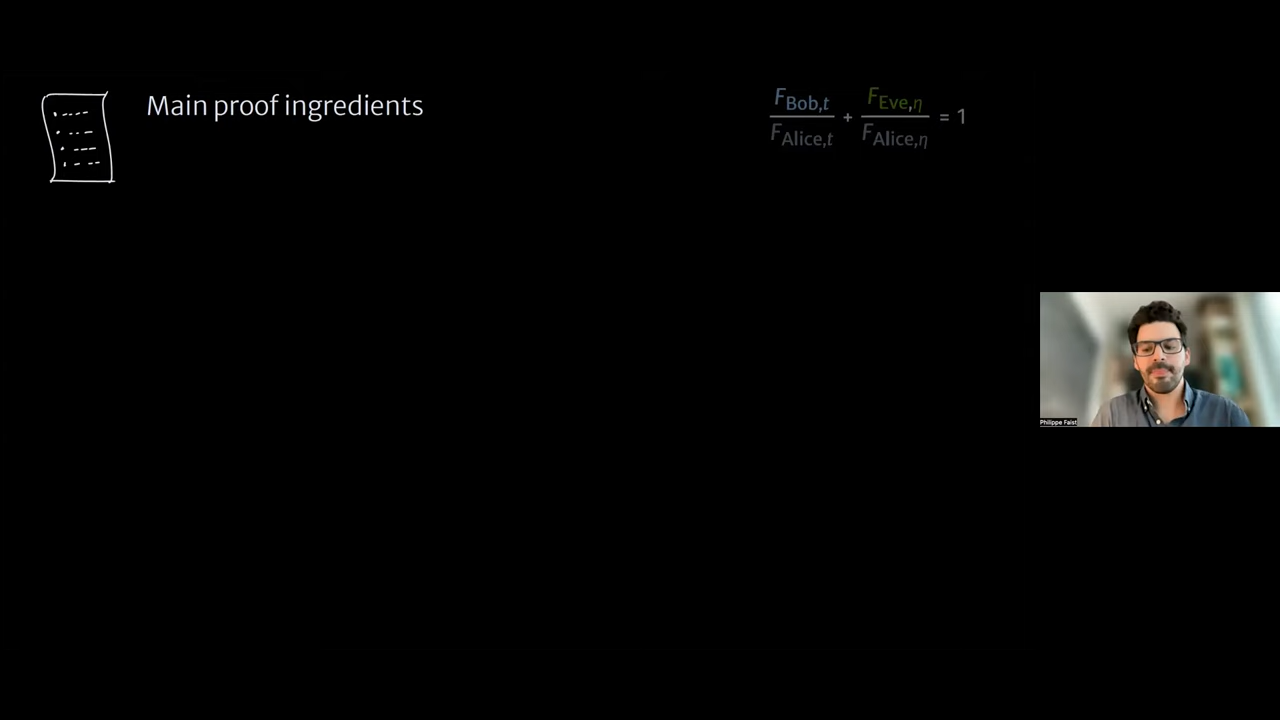 Main proof ingredients
F_Bob,t / F_Alice,t + F_Eve,η / F_Alice,η = 1
Philippe Faist